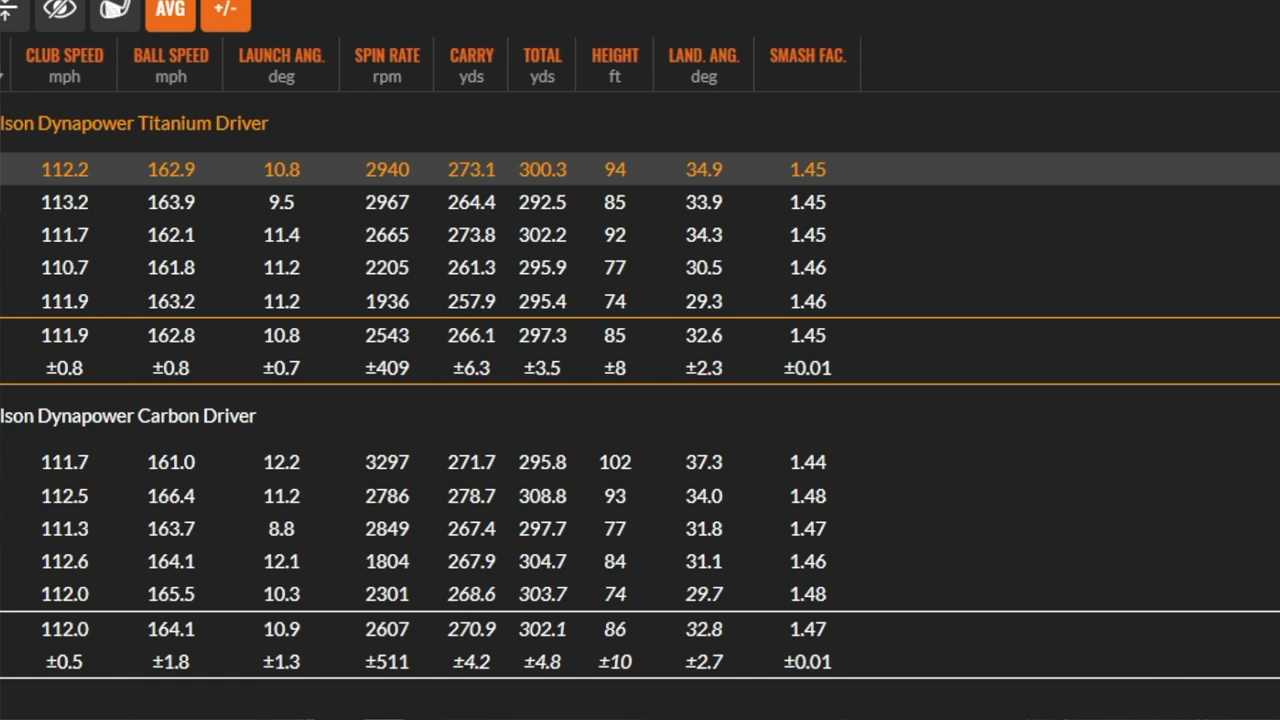 AVG +/-
CLUB SPEED BALL SPEED LAUNCH ANG. SPIN RATE CARRY TOTAL HEIGHT LAND. ANG. SMASH FAC.
mph mph deg rpm yds yds ft deg
lson Dynapower Titanium Driver
112.2 162.9 10.8 2940 273.1 300.3 94 34.9 1.45
113.2 163.9 9.5 2967 264.4 292.5 85 33.9 1.45
111.7 162.1 11.4 2665 273.8 302.2 92 34.3 1.45
110.7 161.8 11.2 2205 261.3 295.9 77 30.5 1.46
111.9 163.2 11.2 1936 257.9 295.4 74 29.3 1.46
111.9 162.8 10.8 2543 266.1 297.3 85 32.6 1.45
±0.8 ±0.8 ±0.7 ±409 ±6.3 ±3.5 ±8 ±2.3 ±0.01
lson Dynapower Carbon Driver
111.7 161.0 12.2 3297 271.7 295.8 102 37.3 1.44
112.5 166.4 11.2 2786 278.7 308.8 93 34.0 1.48
111.3 163.7 8.8 2849 267.4 297.7 77 31.8 1.47
112.6 164.1 12.1 1804 267.9 304.7 84 31.1 1.46
112.0 165.5 10.3 2301 268.6 303.7 74 29.7 1.48
112.0 164.1 10.9 2607 270.9 302.1 86 32.8 1.47
±0.5 ±1.8 ±1.3 ±511 ±4.2 ±4.8 ±10 ±2.7 ±0.01